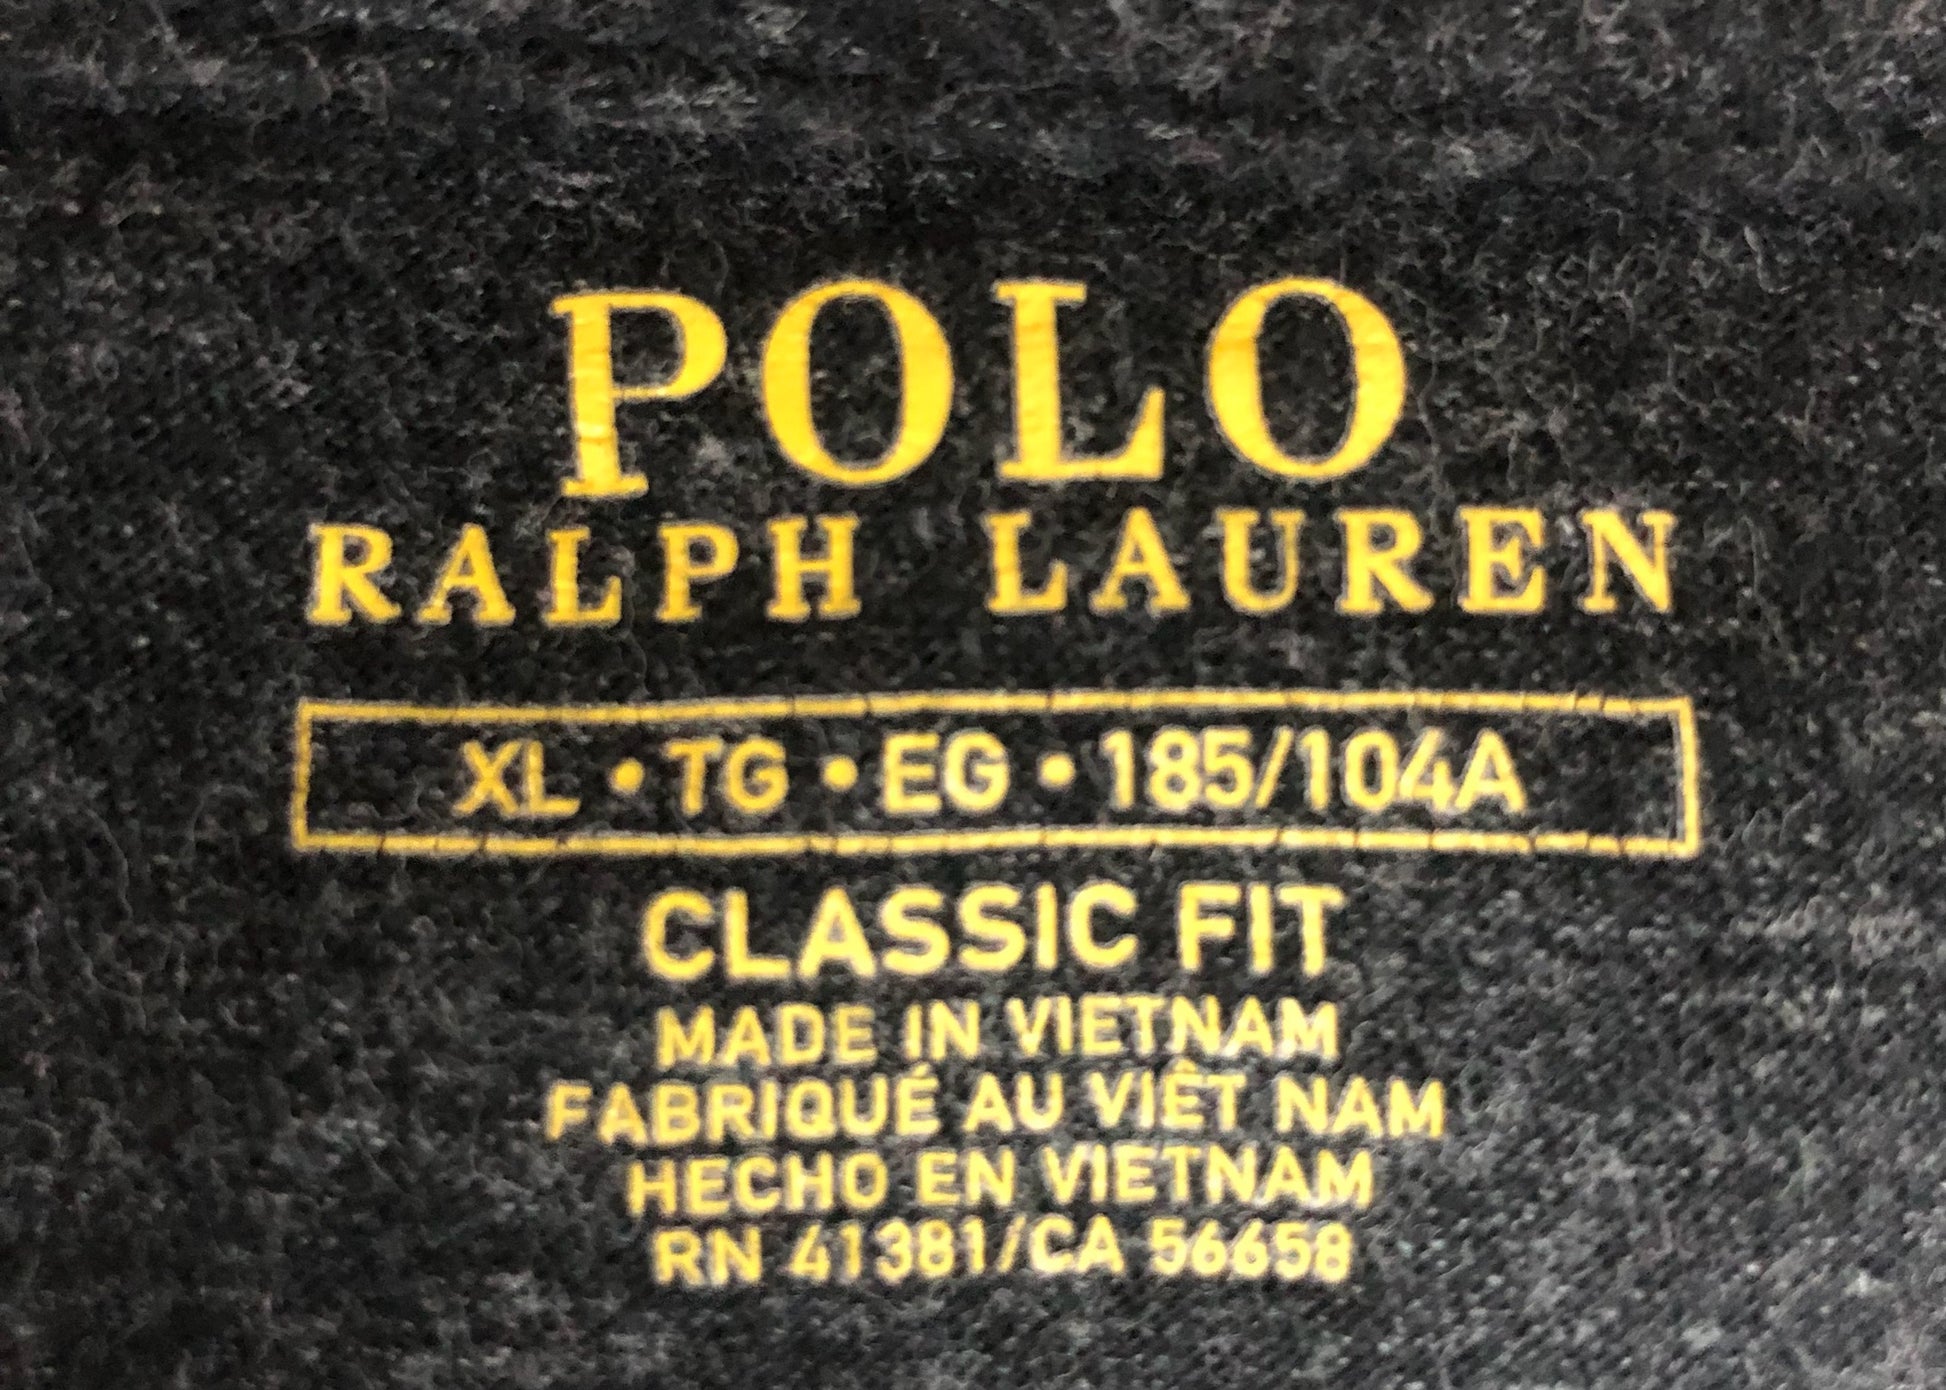 POLO
RALPH LAUREN
XL • TG • EG • 185/104A
CLASSIC FIT
MADE IN VIETNAM
FABRIQUÉ AU VIÊT NAM
HECHO EN VIETNAM
RN 41381/CA 56658